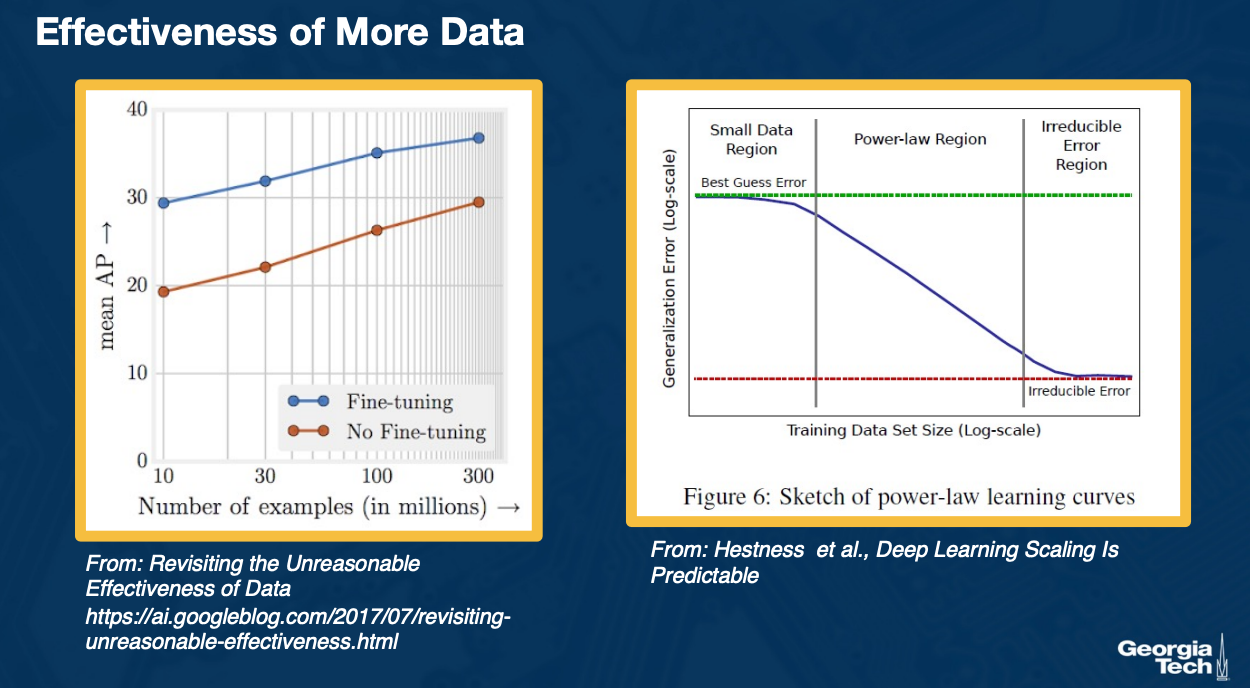 Effectiveness of More Data
40
30
20
10
0
mean AP →
Fine-tuning
No Fine-tuning
10 30 100 300
Number of examples (in millions) →
From: Revisiting the Unreasonable
Effectiveness of Data
https://ai.googleblog.com/2017/07/revisiting-
unreasonable-effectiveness.html
Generalization Error (Log-scale)
Small Data
Region
Power-law Region
Irreducible
Error
Region
Best Guess Error
Irreducible Error
Training Data Set Size (Log-scale)
Figure 6: Sketch of power-law learning curves
From: Hestness et al., Deep Learning Scaling Is
Predictable
Georgia
Tech